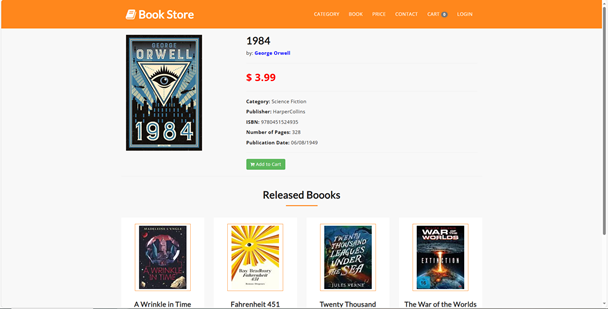 Book Store
CATEGORY BOOK PRICE CONTACT CART 0 LOGIN
GEORGE
ORWELL
1984
1984
by: George Orwell
$ 3.99
Category: Science Fiction
Publisher: HarperCollins
ISBN: 9780451524935
Number of Pages: 328
Publication Date: 06/08/1949
Add to Cart
Released Boooks
A WRINKLE
IN TIME
Ray Bradbury
Fahrenheit
451
TWENTY
THOUSAND
LEAGUES
UNDER
THE SEA
JULES VERNE
WAR OF THE
WORLDS
EXTINCTION
A Wrinkle in Time
Fahrenheit 451
Twenty Thousand
The War of the Worlds